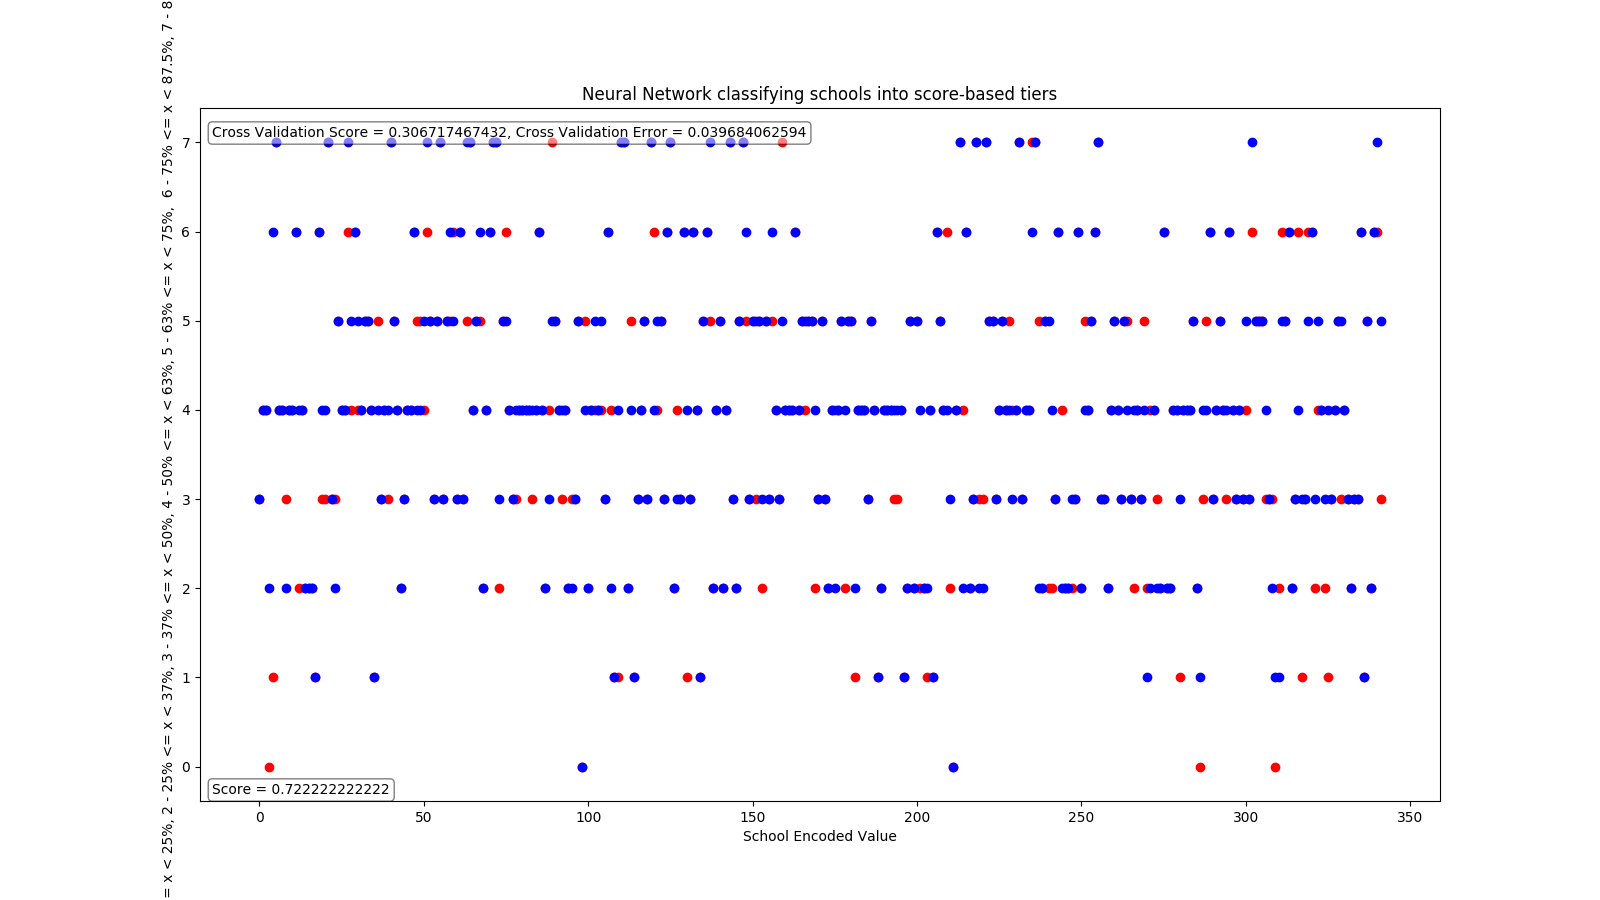 Neural Network classifying schools into score-based tiers
Cross Validation Score = 0.306717467432, Cross Validation Error = 0.039684062594
7
6
5
4
3
2
1
0
= x < 25%, 2 - 25% <= x < 37%, 3 - 37% <= x < 50%, 4 - 50% <= x < 63%, 5 - 63% <= x < 75%,  6 - 75% <= x < 87.5%, 7 - 8
Score = 0.722222222222
0 50 100 150 200 250 300 350
School Encoded Value